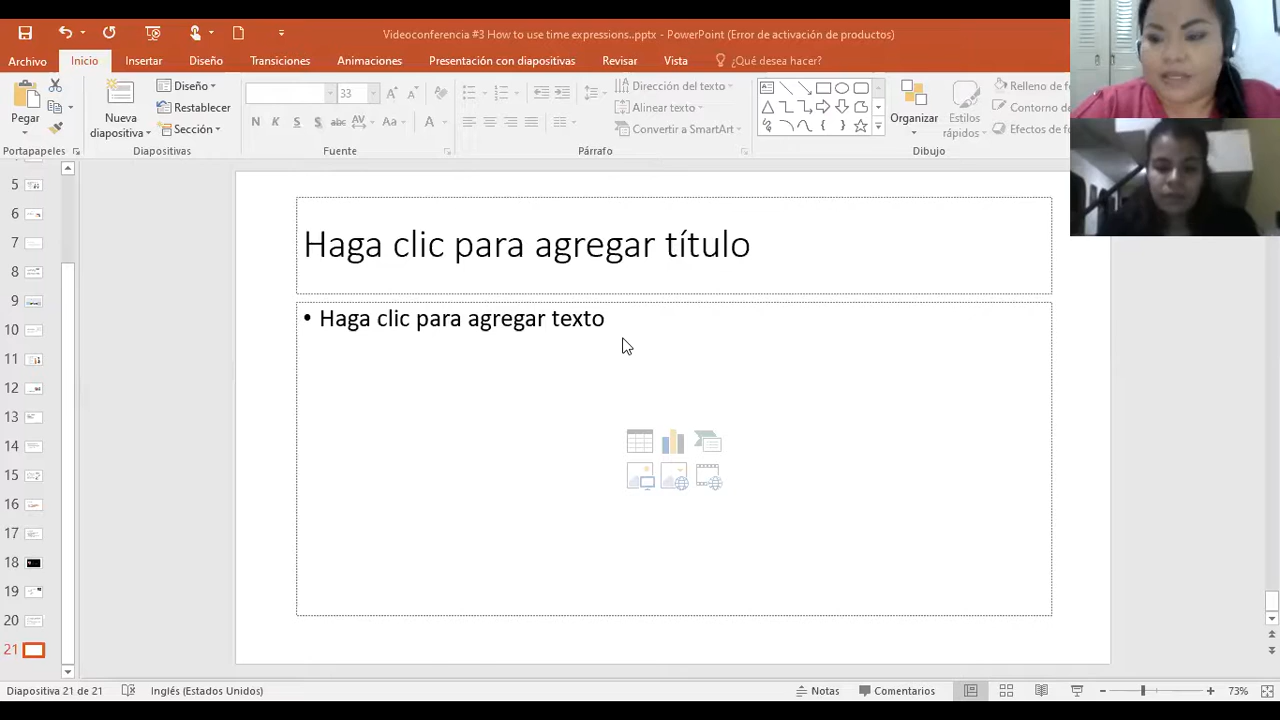 Videoconferencia #3 How to use time expressions..pptx - PowerPoint (Error de activación de productos)
Archivo Inicio Insertar Diseño Transiciones Animaciones Presentación con diapositivas Revisar Vista ¿Qué desea hacer?
Pegar
Portapapeles
Nueva
diapositiva
Diseño
Restablecer
Sección
Diapositivas
33
N K S S abc AV Aa A
Fuente
Dirección del texto
Alinear texto
Convertir a SmartArt
Párrafo
Organizar
Estilos
rápidos
Relleno de f
Contorno de
Efectos de fo
Dibujo
5
6
7
8
9
10
11
12
13
14
15
16
17
18
19
20
21
Haga clic para agregar título
• Haga clic para agregar texto
Diapositiva 21 de 21 Inglés (Estados Unidos) Notas Comentarios 73%